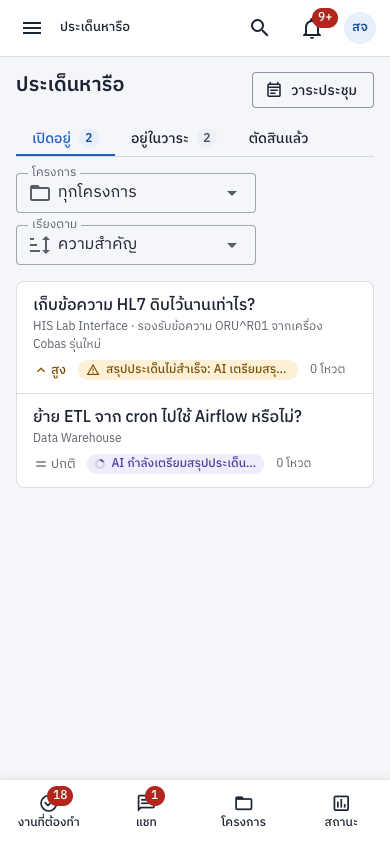 ประเด็นหารือ
9+
สจ
ประเด็นหารือ
วาระประชุม
เปิดอยู่ 2
อยู่ในวาระ 2
ตัดสินแล้ว
โครงการ
ทุกโครงการ
เรียงตาม
ความสำคัญ
เก็บข้อความ HL7 ดิบไว้นานเท่าไร?
HIS Lab Interface · รองรับข้อความ ORU^R01 จากเครื่อง
Cobas รุ่นใหม่
สูง
สรุปประเด็นไม่สำเร็จ: AI เตรียมสรุ...
0 โหวต
ย้าย ETL จาก cron ไปใช้ Airflow หรือไม่?
Data Warehouse
ปกติ
AI กำลังเตรียมสรุปประเด็น...
0 โหวต
18
งานที่ต้องทำ
1
แชท
โครงการ
สถานะ